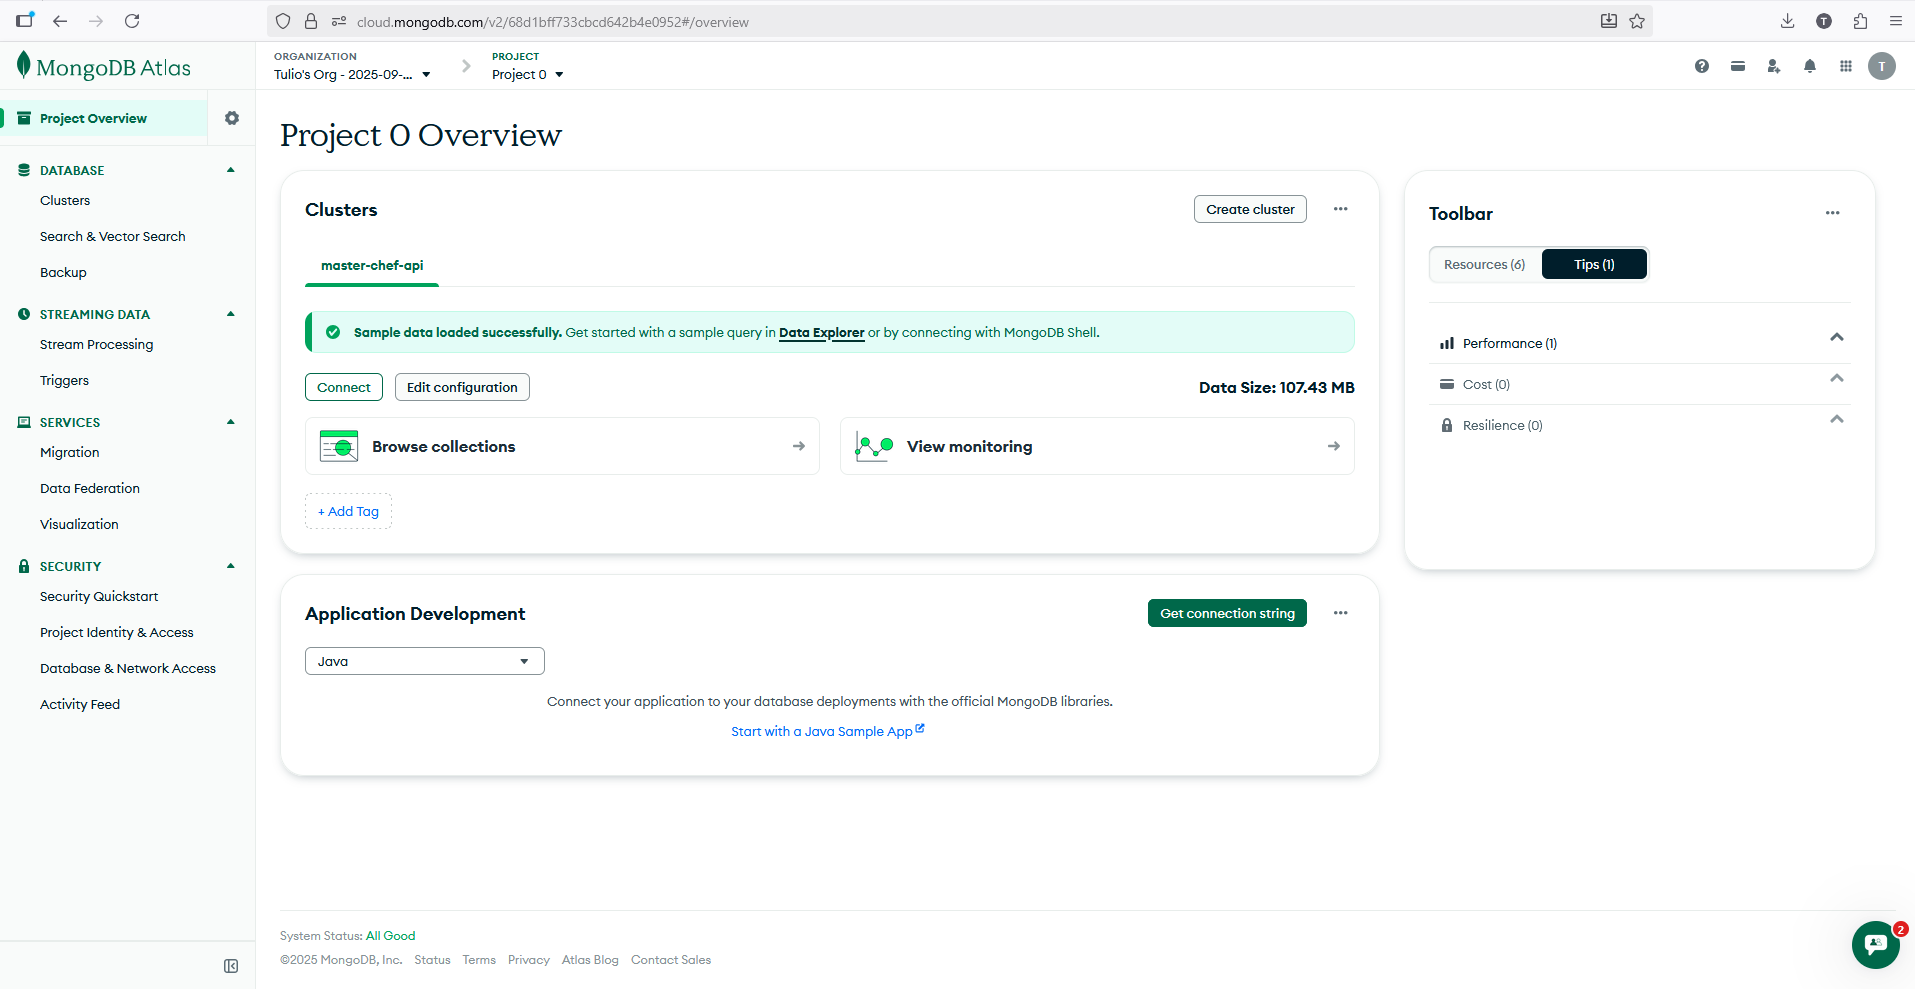 cloud.mongodb.com/v2/68d1bff733cbcd642b4e0952#/overview
T
MongoDB Atlas
ORGANIZATION
Tulio's Org - 2025-09-...
PROJECT
Project 0
T
Project Overview
DATABASE
Clusters
Search & Vector Search
Backup
STREAMING DATA
Stream Processing
Triggers
SERVICES
Migration
Data Federation
Visualization
SECURITY
Security Quickstart
Project Identity & Access
Database & Network Access
Activity Feed
Project 0 Overview
Clusters
Create cluster
master-chef-api
Sample data loaded successfully. Get started with a sample query in Data Explorer or by connecting with MongoDB Shell.
Connect
Edit configuration
Data Size: 107.43 MB
Browse collections
View monitoring
+ Add Tag
Application Development
Get connection string
Java
Connect your application to your database deployments with the official MongoDB libraries.
Start with a Java Sample App
Toolbar
Resources (6)
Tips (1)
Performance (1)
Cost (0)
Resilience (0)
System Status: All Good
©2025 MongoDB, Inc. Status Terms Privacy Atlas Blog Contact Sales
2